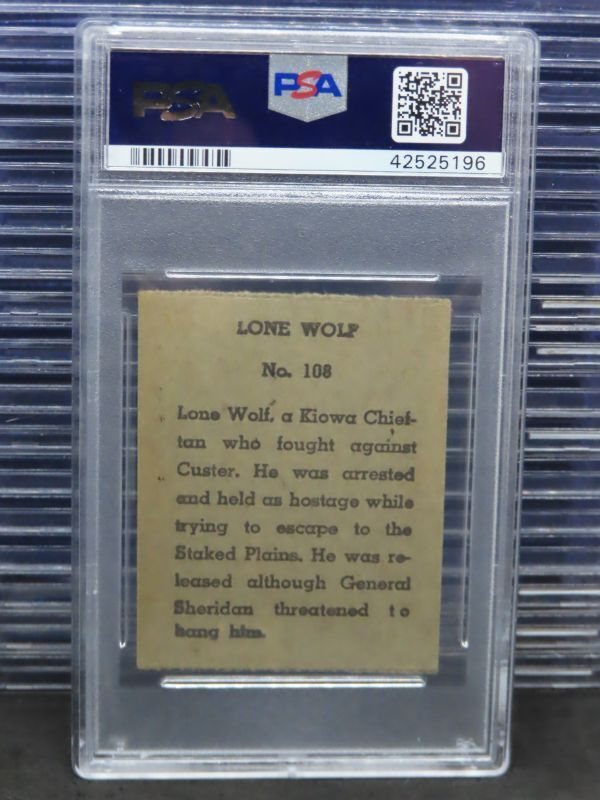 PSA
PSA
42525196
LONE WOLF
No. 108
Lone Wolf, a Kiowa Chief-
tan who fought against
Custer. He was arrested
and held as hostage while
trying to escape to the
Staked Plains. He was re-
leased although General
Sheridan threatened to
hang him.